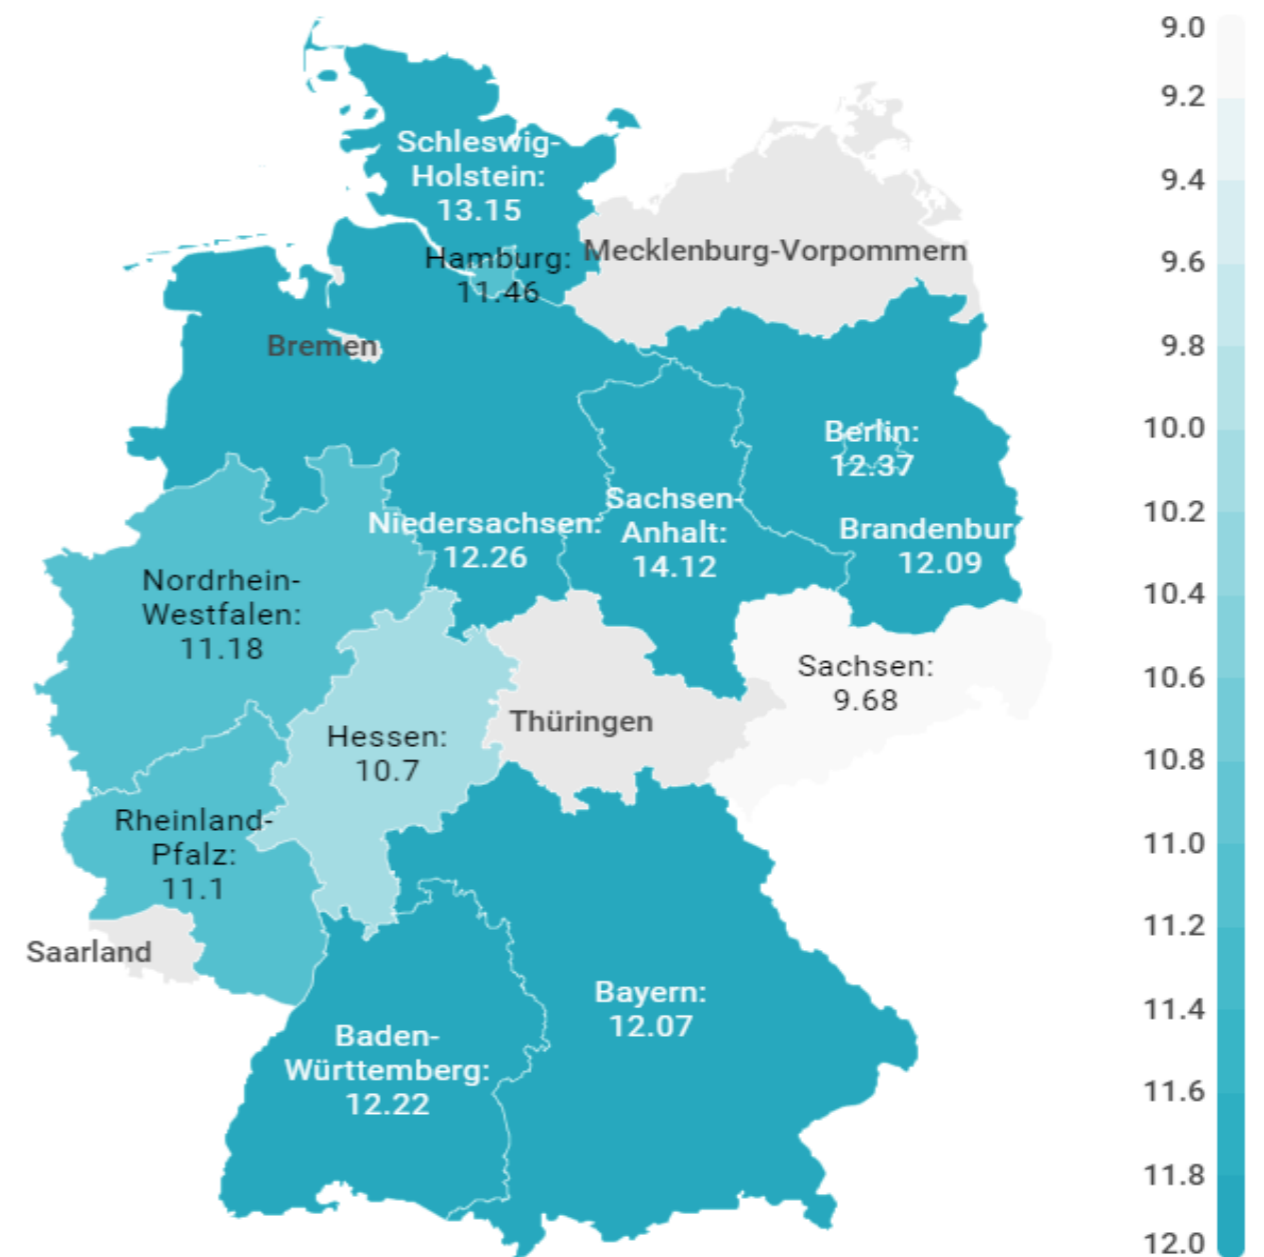 Schleswig-
Holstein:
13.15
Hamburg:
11.46
Mecklenburg-Vorpommern
Bremen
Berlin:
12.37
Niedersachsen:
12.26
Sachsen-
Anhalt:
14.12
Brandenbur
12.09
Nordrhein-
Westfalen:
11.18
Sachsen:
9.68
Thüringen
Hessen:
10.7
Rheinland-
Pfalz:
11.1
Saarland
Bayern:
12.07
Baden-
Württemberg:
12.22
9.0
9.2
9.4
9.6
9.8
10.0
10.2
10.4
10.6
10.8
11.0
11.2
11.4
11.6
11.8
12.0